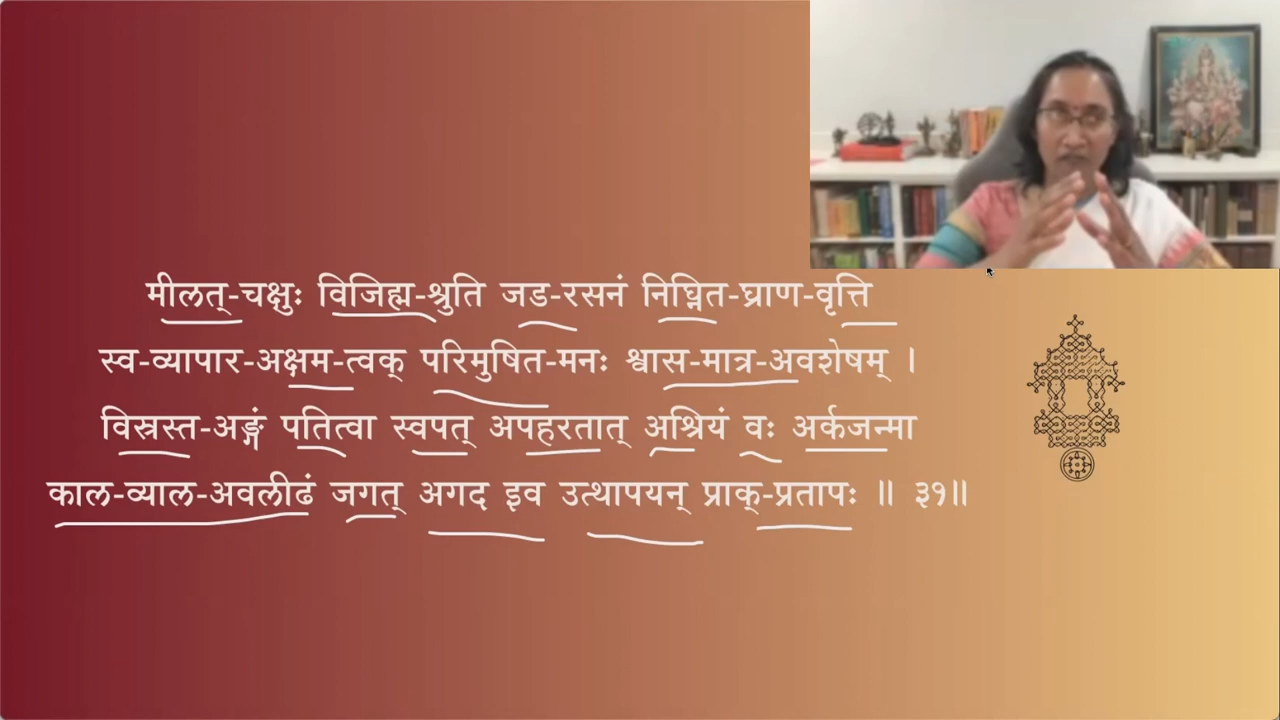 मीलत्-चक्षुः विजिह्म-श्रुति जड-रसनं निघ्नित-घ्राण-वृत्ति
स्व-व्यापार-अक्षम-त्वक् परिमुषित-मनः श्वास-मात्र-अवशेषम् ।
विस्रस्त-अङ्गं पतित्वा स्वपत् अपहरतात् अश्रियं वः अर्कजन्मा
काल-व्याल-अवलीढं जगत् अगद इव उत्थापयन् प्राक्-प्रतापः ॥ ३१॥